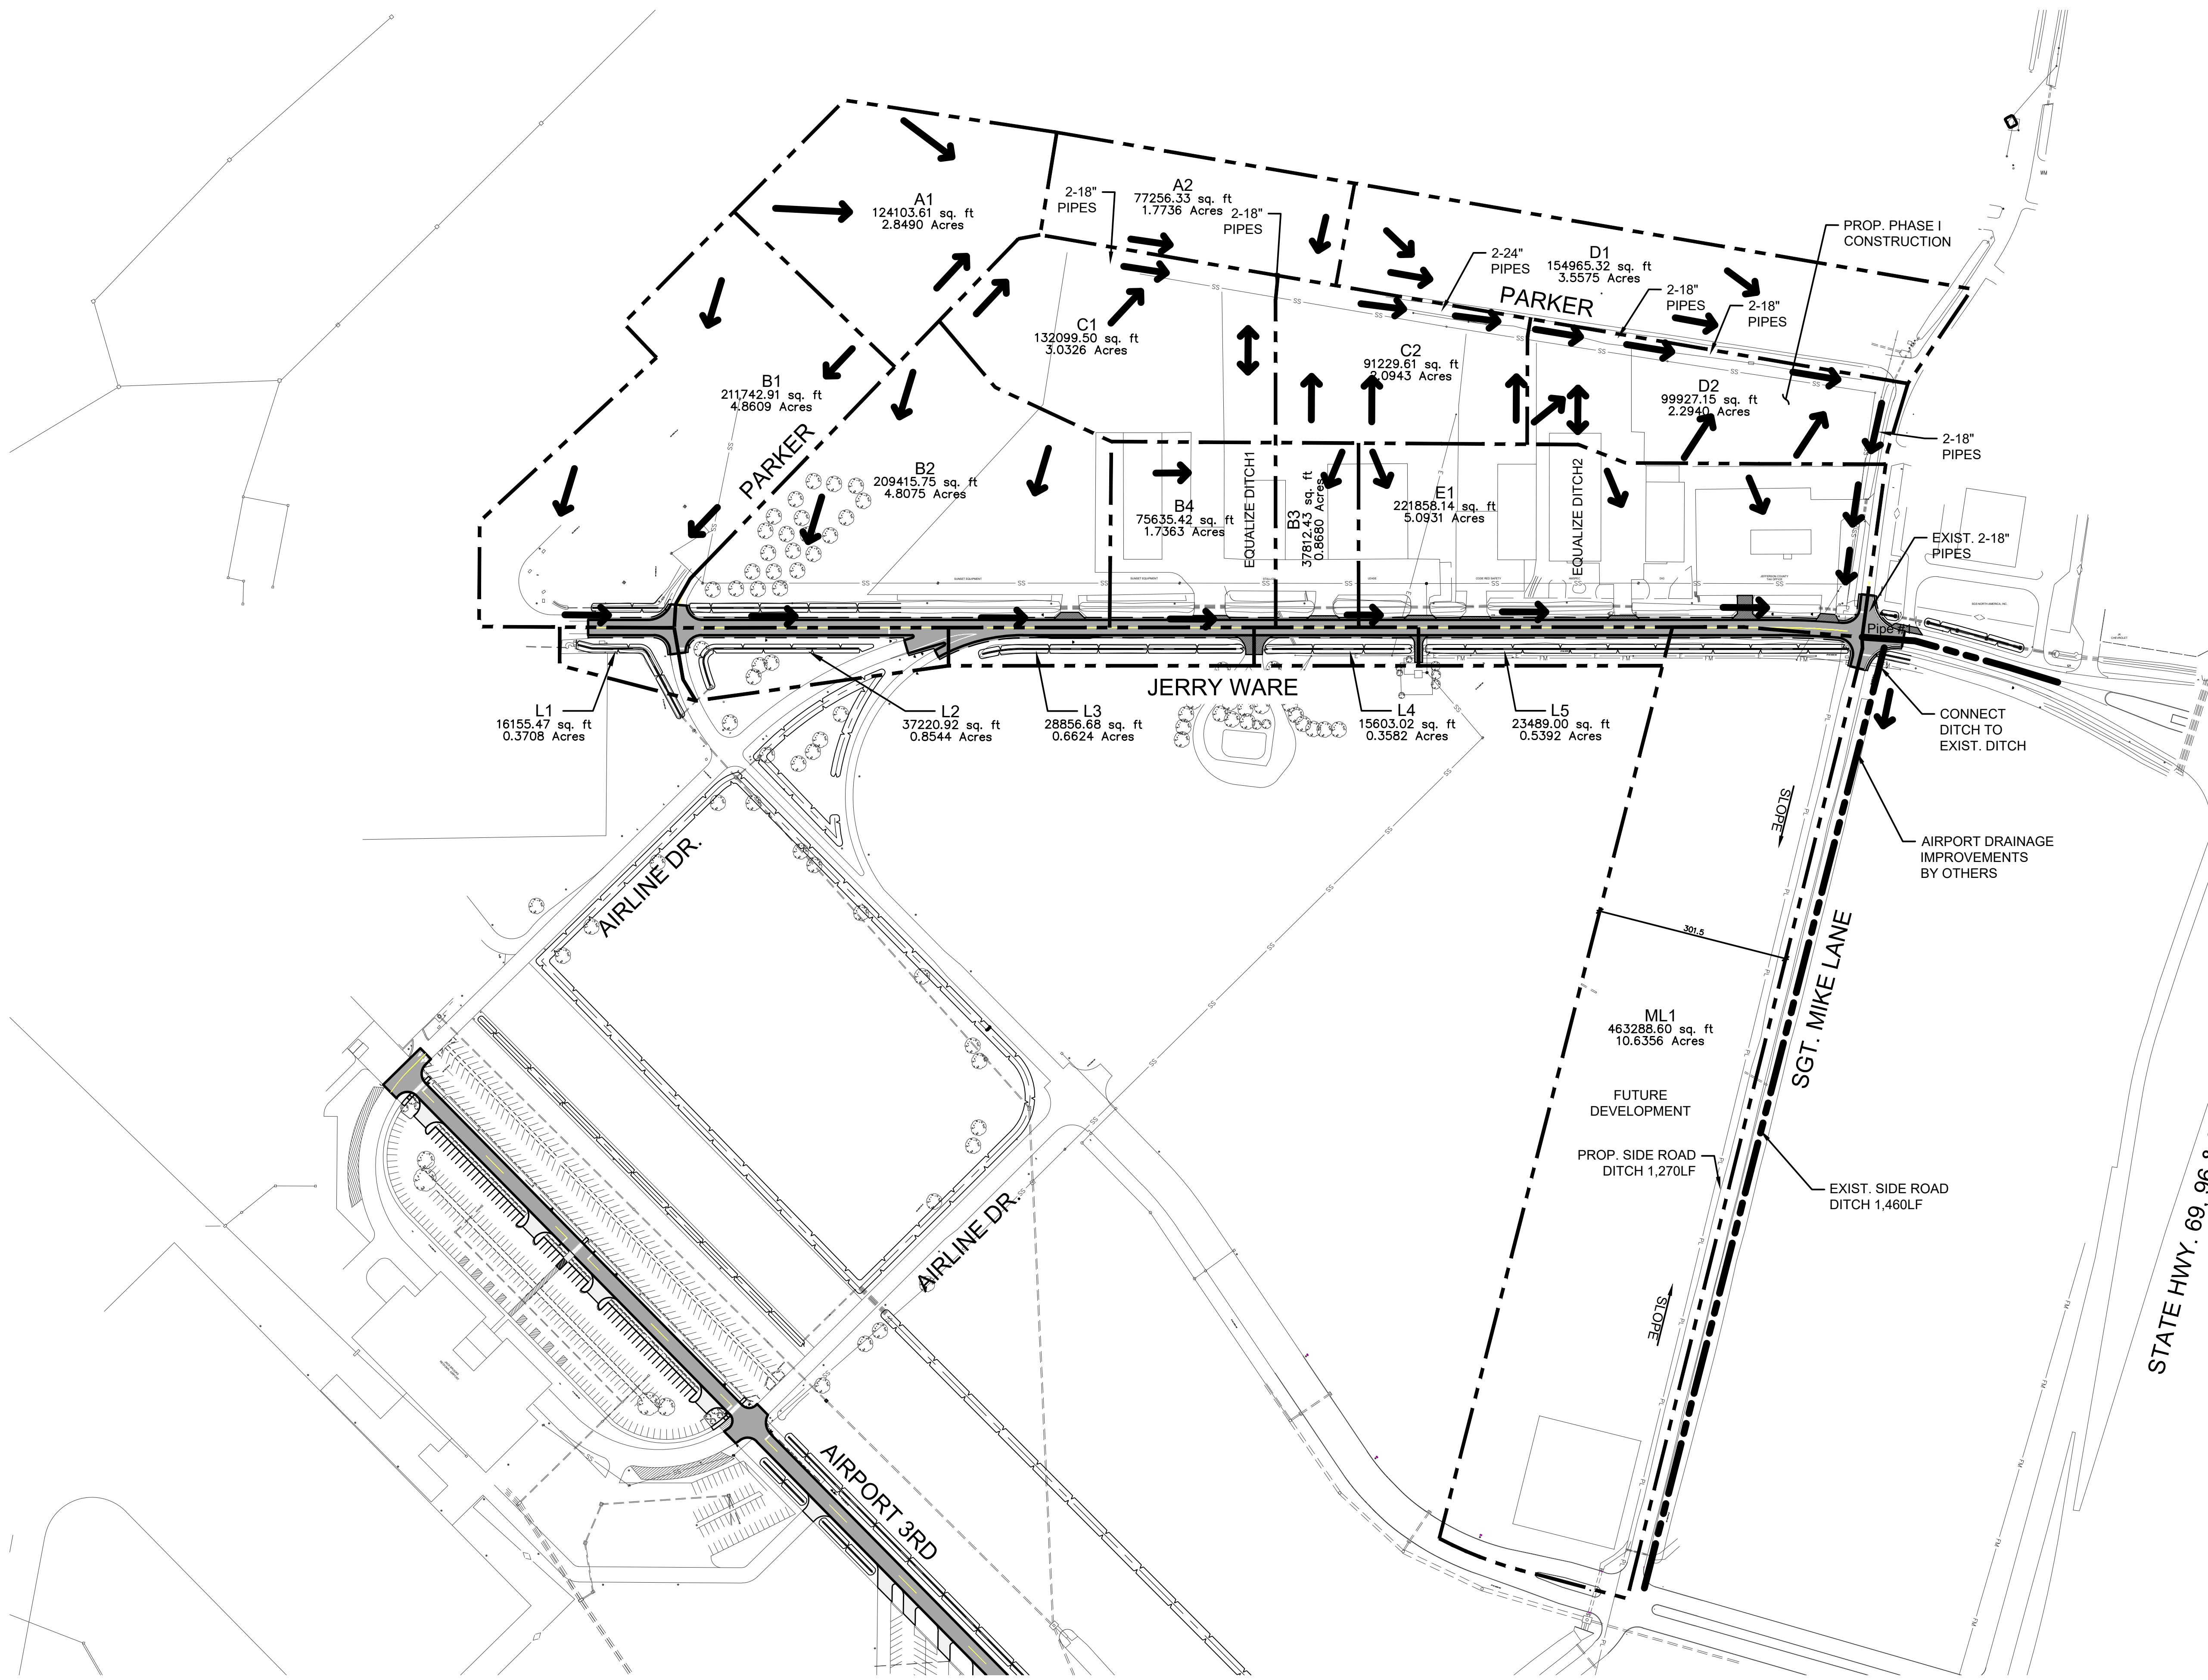 A1
124103.61 sq. ft
2.8490 Acres
2-18"
PIPES
A2
77256.33 sq. ft
1.7736 Acres
2-18"
PIPES
PROP. PHASE I
CONSTRUCTION
2-24"
PIPES
D1
154965.32 sq. ft
3.5575 Acres
PARKER
2-18"
PIPES
2-18"
PIPES
C1
132099.50 sq. ft
3.0326 Acres
C2
91229.61 sq. ft
2.0943 Acres
D2
99927.15 sq. ft
2.2940 Acres
B1
211742.91 sq. ft
4.8609 Acres
PARKER
2-18"
PIPES
B2
209415.75 sq. ft
4.8075 Acres
B4
75635.42 sq. ft
1.7363 Acres
EQUALIZE DITCH1
B3
37812.43 sq. ft
0.8680 Acres
E1
221858.14 sq. ft
5.0931 Acres
EQUALIZE DITCH2
EXIST. 2-18"
PIPES
Pipe #1
JERRY WARE
L1
16155.47 sq. ft
0.3708 Acres
L2
37220.92 sq. ft
0.8544 Acres
L3
28856.68 sq. ft
0.6624 Acres
L4
15603.02 sq. ft
0.3582 Acres
L5
23489.00 sq. ft
0.5392 Acres
CONNECT
DITCH TO
EXIST. DITCH
SLOPE
AIRPORT DRAINAGE
IMPROVEMENTS
BY OTHERS
AIRLINE DR.
301.5
SGT. MIKE LANE
ML1
463288.60 sq. ft
10.6356 Acres
FUTURE
DEVELOPMENT
PROP. SIDE ROAD
DITCH 1,270LF
EXIST. SIDE ROAD
DITCH 1,460LF
AIRLINE DR.
SLOPE
STATE HWY. 69, 96 &
AIRPORT 3RD